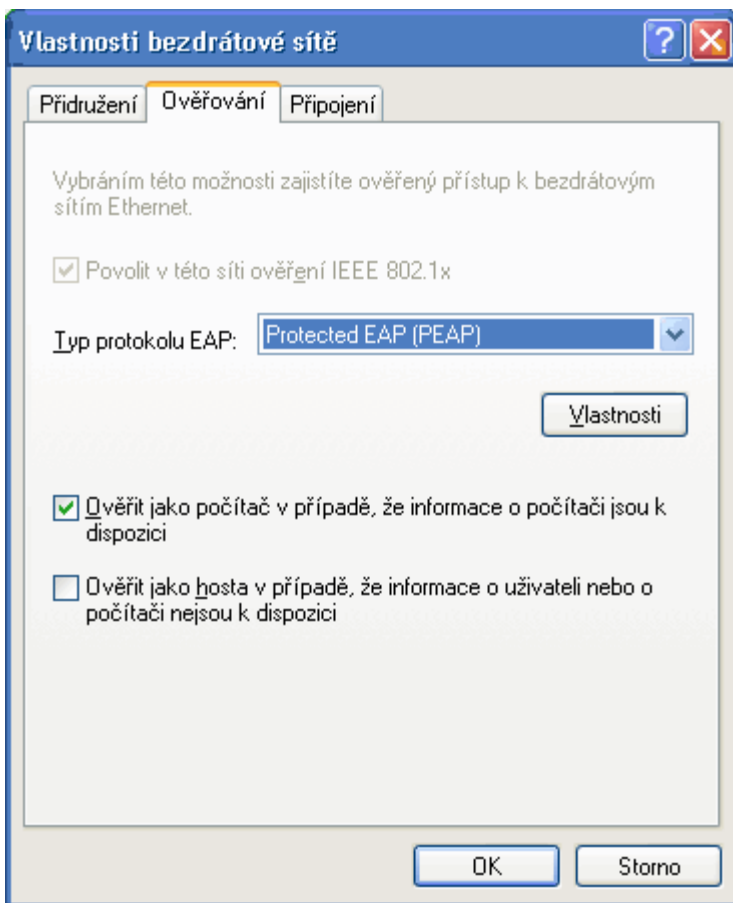 Vlastnosti bezdrátové sítě
Přidružení Ověřování Připojení
Vybráním této možnosti zajistíte ověřený přístup k bezdrátovým
sítím Ethernet.
Povolit v této síti ověření IEEE 802.1x
Typ protokolu EAP: Protected EAP (PEAP)
Vlastnosti
Ověřit jako počítač v případě, že informace o počítači jsou k
dispozici
Ověřit jako hosta v případě, že informace o uživateli nebo o
počítači nejsou k dispozici
OK Storno